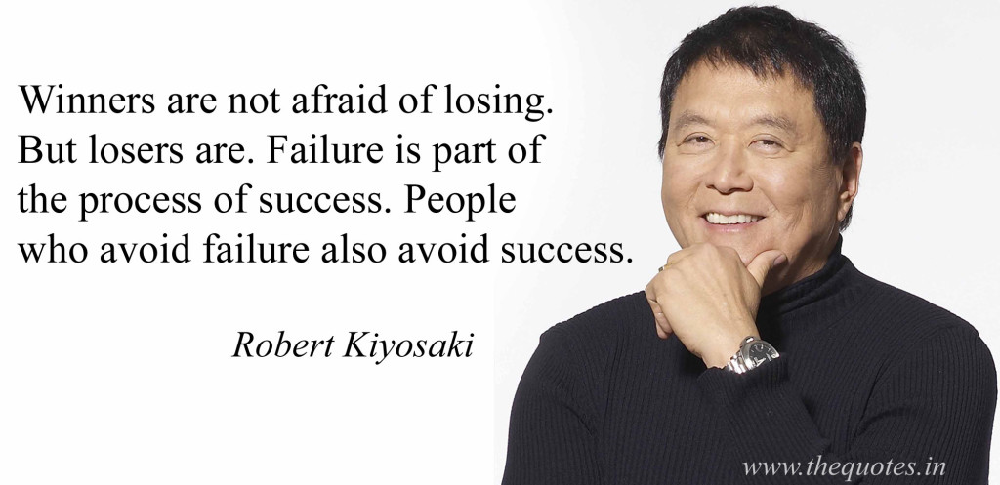 Winners are not afraid of losing.
But losers are. Failure is part of
the process of success. People
who avoid failure also avoid success.
Robert Kiyosaki
www.thequotes.in